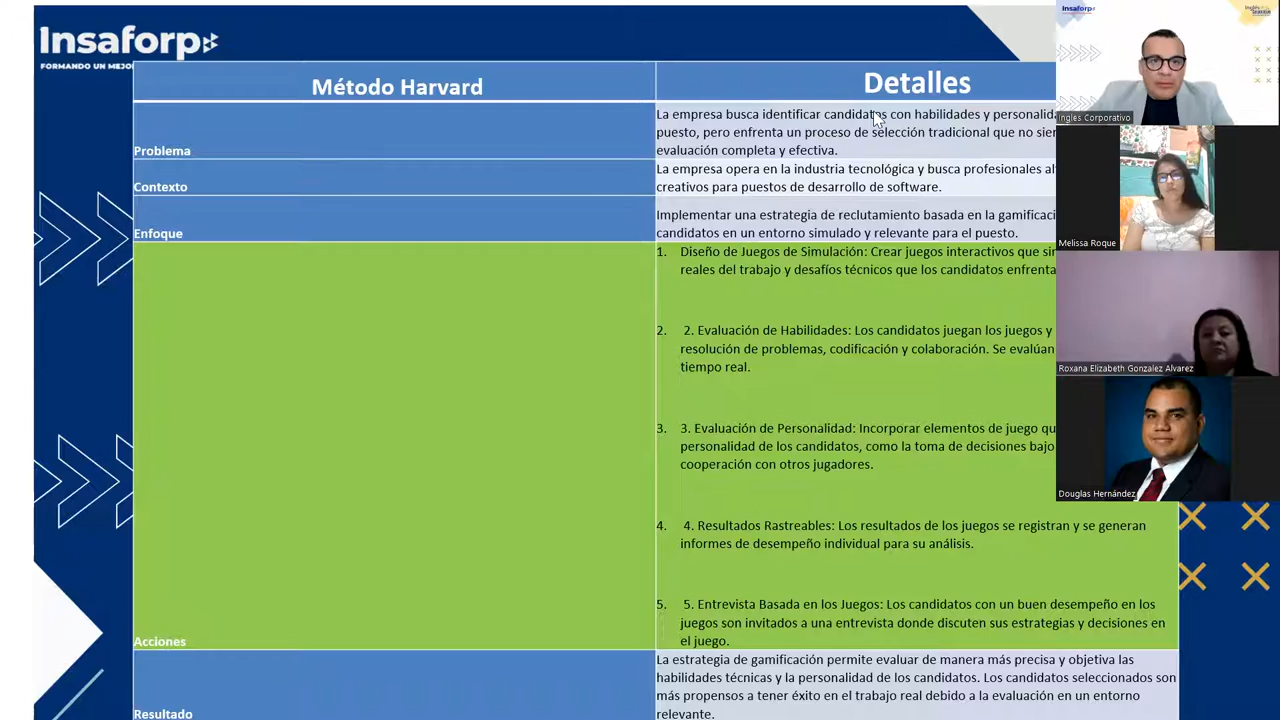 Insaforp
FORMANDO UN MEJO
Método Harvard
Detalles
Problema
La empresa busca identificar candidatos con habilidades y personalida
puesto, pero enfrenta un proceso de selección tradicional que no sier
evaluación completa y efectiva.
Contexto
La empresa opera en la industria tecnológica y busca profesionales al
creativos para puestos de desarrollo de software.
Enfoque
Implementar una estrategia de reclutamiento basada en la gamificaci
candidatos en un entorno simulado y relevante para el puesto.
Acciones
1. Diseño de Juegos de Simulación: Crear juegos interactivos que sim
reales del trabajo y desafíos técnicos que los candidatos enfrenta
2. 2. Evaluación de Habilidades: Los candidatos juegan los juegos y
resolución de problemas, codificación y colaboración. Se evalúan
tiempo real.
3. 3. Evaluación de Personalidad: Incorporar elementos de juego qu
personalidad de los candidatos, como la toma de decisiones bajo
cooperación con otros jugadores.
4. 4. Resultados Rastreables: Los resultados de los juegos se registran y se generan
informes de desempeño individual para su análisis.
5. 5. Entrevista Basada en los Juegos: Los candidatos con un buen desempeño en los
juegos son invitados a una entrevista donde discuten sus estrategias y decisiones en
el juego.
Resultado
La estrategia de gamificación permite evaluar de manera más precisa y objetiva las
habilidades técnicas y la personalidad de los candidatos. Los candidatos seleccionados son
más propensos a tener éxito en el trabajo real debido a la evaluación en un entorno
relevante.
Insaforp
Ingles Corporativo
Melissa Roque
Roxana Elizabeth Gonzalez Alvarez
Douglas Hernández